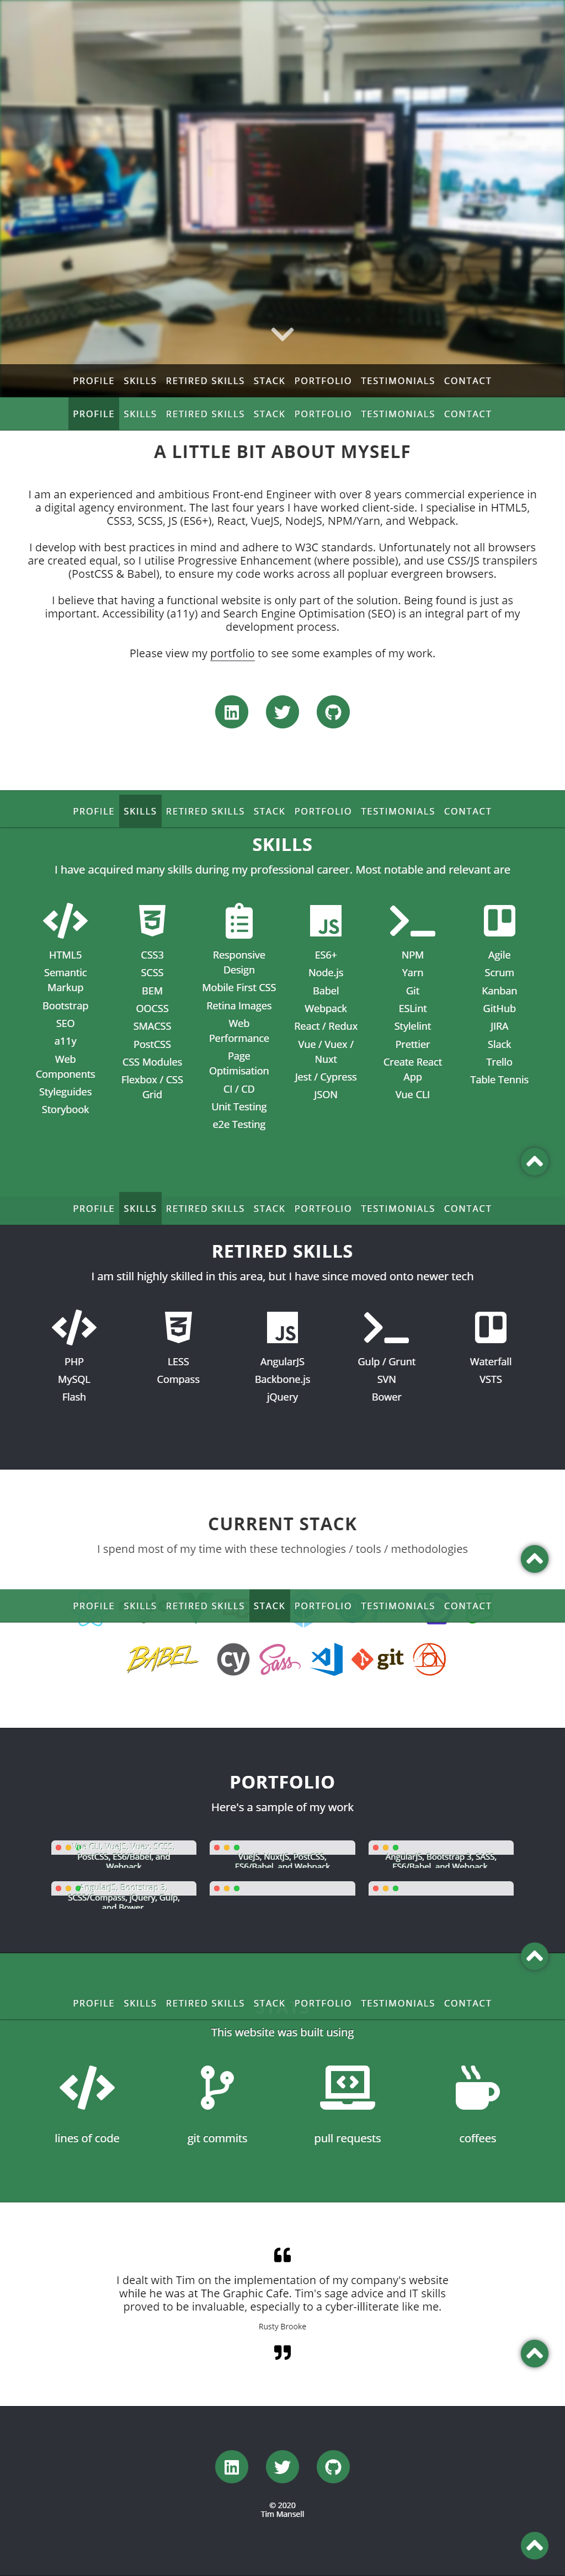 PROFILE SKILLS RETIRED SKILLS STACK PORTFOLIO TESTIMONIALS CONTACT
PROFILE SKILLS RETIRED SKILLS STACK PORTFOLIO TESTIMONIALS CONTACT
A LITTLE BIT ABOUT MYSELF
I am an experienced and ambitious Front-end Engineer with over 8 years commercial experience in
a digital agency environment. The last four years I have worked client-side. I specialise in HTML5,
CSS3, SCSS, JS (ES6+), React, VueJS, NodeJS, NPM/Yarn, and Webpack.
I develop with best practices in mind and adhere to W3C standards. Unfortunately not all browsers
are created equal, so I utilise Progressive Enhancement (where possible), and use CSS/JS transpilers
(PostCSS & Babel), to ensure my code works across all popluar evergreen browsers.
I believe that having a functional website is only part of the solution. Being found is just as
important. Accessibility (a11y) and Search Engine Optimisation (SEO) is an integral part of my
development process.
Please view my portfolio to see some examples of my work.
PROFILE SKILLS RETIRED SKILLS STACK PORTFOLIO TESTIMONIALS CONTACT
SKILLS
I have acquired many skills during my professional career. Most notable and relevant are
HTML5
Semantic
Markup
Bootstrap
SEO
a11y
Web
Components
Styleguides
Storybook
CSS3
SCSS
BEM
OOCSS
SMACSS
PostCSS
CSS Modules
Flexbox / CSS
Grid
Responsive
Design
Mobile First CSS
Retina Images
Web
Performance
Page
Optimisation
CI / CD
Unit Testing
e2e Testing
JS
ES6+
Node.js
Babel
Webpack
React / Redux
Vue / Vuex /
Nuxt
Jest / Cypress
JSON
NPM
Yarn
Git
ESLint
Stylelint
Prettier
Create React
App
Vue CLI
Agile
Scrum
Kanban
GitHub
JIRA
Slack
Trello
Table Tennis
PROFILE SKILLS RETIRED SKILLS STACK PORTFOLIO TESTIMONIALS CONTACT
RETIRED SKILLS
I am still highly skilled in this area, but I have since moved onto newer tech
PHP
MySQL
Flash
LESS
Compass
JS
AngularJS
Backbone.js
jQuery
Gulp / Grunt
SVN
Bower
Waterfall
VSTS
CURRENT STACK
I spend most of my time with these technologies / tools / methodologies
PROFILE SKILLS RETIRED SKILLS STACK PORTFOLIO TESTIMONIALS CONTACT
BABEL cy Sass git
PORTFOLIO
Here's a sample of my work
Vue CLI, VueJS, Vuex, SCSS,
PostCSS, ES6/Babel, and
Webpack
VueJS, NuxtJS, PostCSS,
ES6/Babel, and Webpack
AngularJS, Bootstrap 3, SASS,
ES6/Babel, and Webpack
AngularJS, Bootstrap 3,
SCSS/Compass, jQuery, Gulp,
and Bower
PROFILE SKILLS RETIRED SKILLS STACK PORTFOLIO TESTIMONIALS CONTACT
This website was built using
lines of code
git commits
pull requests
coffees
I dealt with Tim on the implementation of my company's website
while he was at The Graphic Cafe. Tim's sage advice and IT skills
proved to be invaluable, especially to a cyber-illiterate like me.
Rusty Brooke
© 2020
Tim Mansell